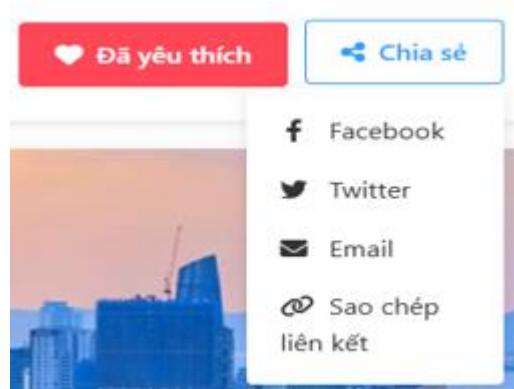 Đã yêu thích
Chia sẻ
Facebook
Twitter
Email
Sao chép
liên kết